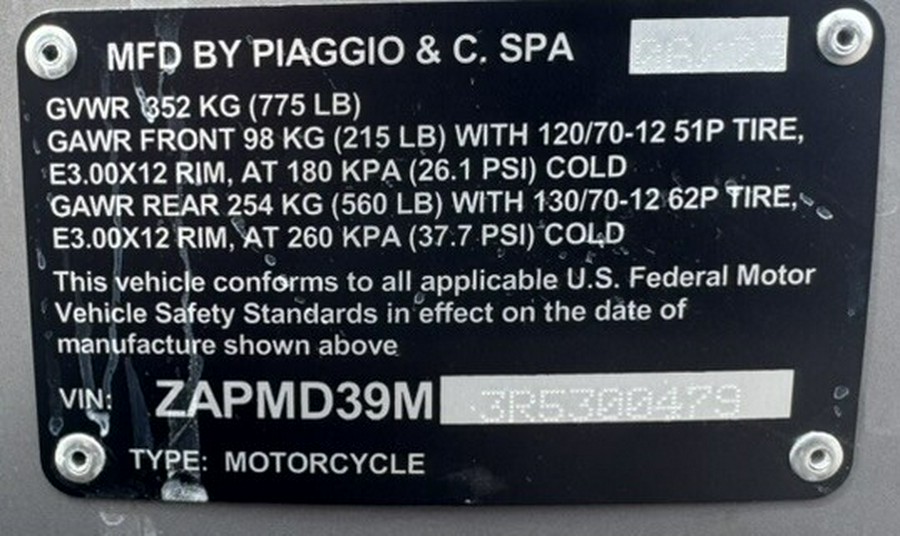 MFD BY PIAGGIO & C. SPA
GVWR 352 KG (775 LB)
GAWR FRONT 98 KG (215 LB) WITH 120/70-12 51P TIRE,
E3.00X12 RIM, AT 180 KPA (26.1 PSI) COLD
GAWR REAR 254 KG (560 LB) WITH 130/70-12 62P TIRE,
E3.00X12 RIM, AT 260 KPA (37.7 PSI) COLD
This vehicle conforms to all applicable U.S. Federal Motor
Vehicle Safety Standards in effect on the date of
manufacture shown above
VIN: ZAPMD39M 3R5300479
TYPE: MOTORCYCLE